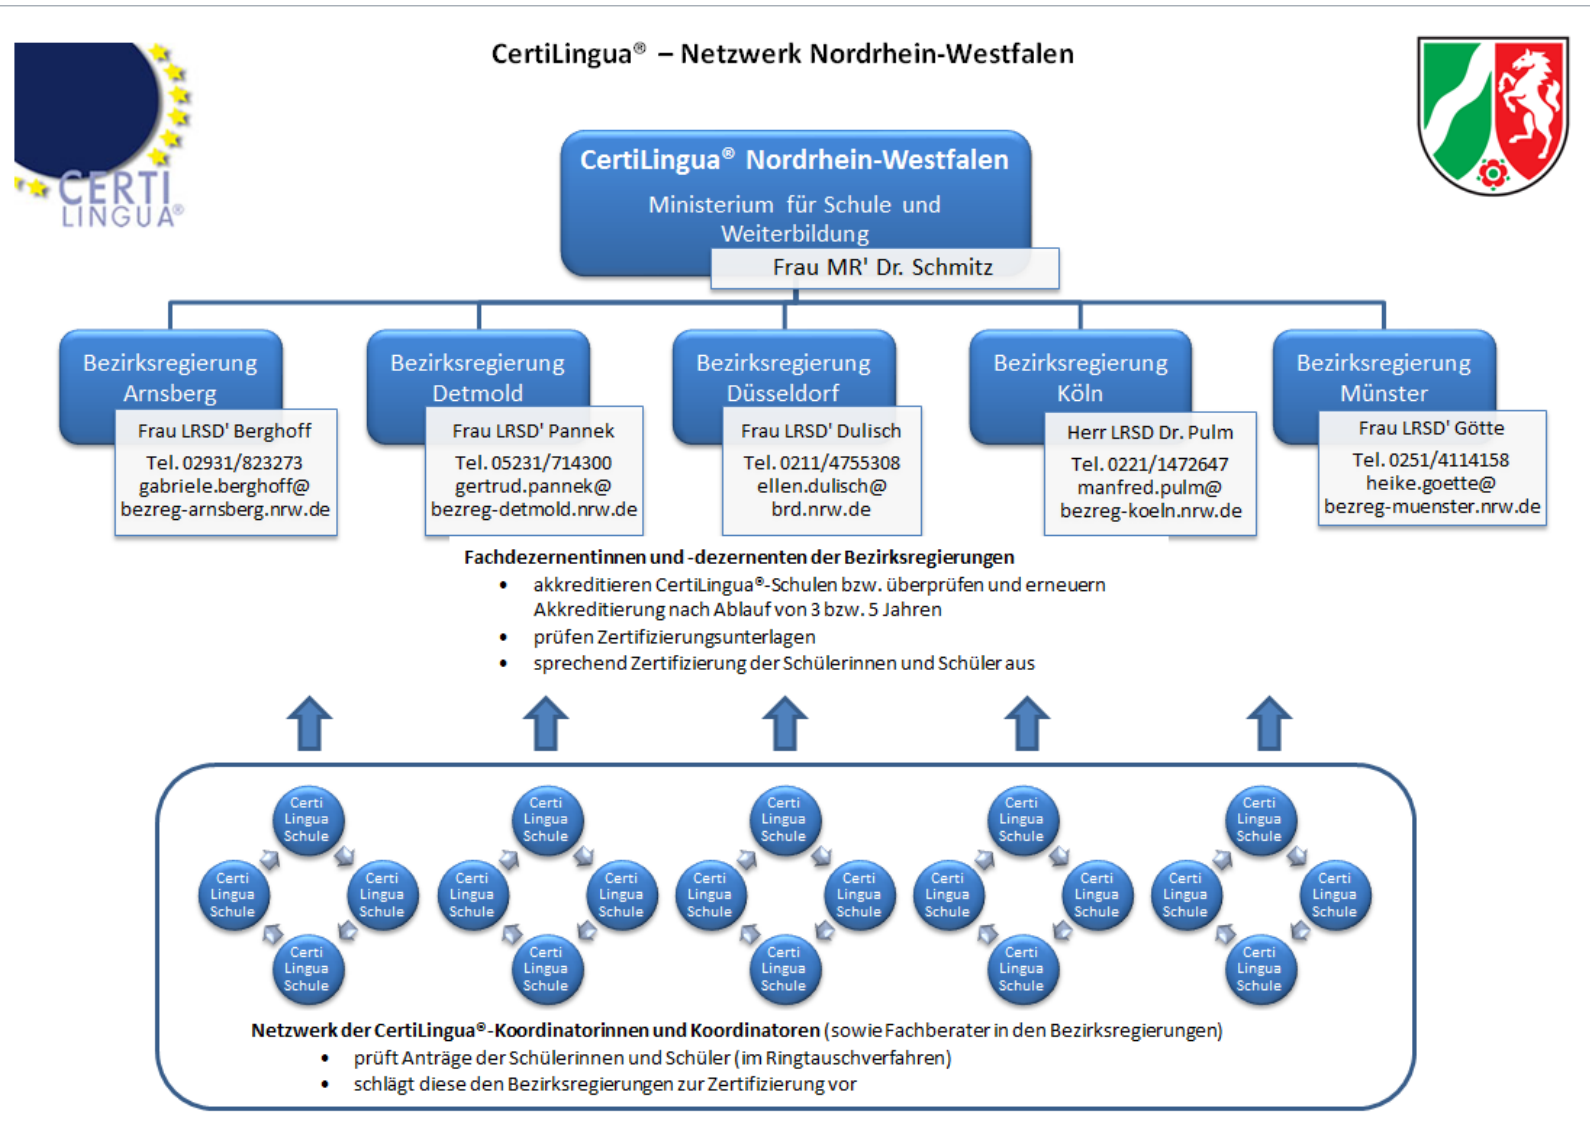 CertiLingua® – Netzwerk Nordrhein-Westfalen
CERTI
LINGUA®
CertiLingua® Nordrhein-Westfalen
Ministerium für Schule und
Weiterbildung
Frau MR' Dr. Schmitz
Bezirksregierung
Arnsberg
Frau LRSD' Berghoff
Tel. 02931/823273
gabriele.berghoff@
bezreg-arnsberg.nrw.de
Bezirksregierung
Detmold
Frau LRSD' Pannek
Tel. 05231/714300
gertrud.pannek@
bezreg-detmold.nrw.de
Bezirksregierung
Düsseldorf
Frau LRSD' Dulisch
Tel. 0211/4755308
ellen.dulisch@
brd.nrw.de
Bezirksregierung
Köln
Herr LRSD Dr. Pulm
Tel. 0221/1472647
manfred.pulm@
bezreg-koeln.nrw.de
Bezirksregierung
Münster
Frau LRSD' Götte
Tel. 0251/4114158
heike.goette@
bezreg-muenster.nrw.de
Fachdezernentinnen und -dezernenten der Bezirksregierungen
• akkreditieren CertiLingua®-Schulen bzw. überprüfen und erneuern
Akkreditierung nach Ablauf von 3 bzw. 5 Jahren
• prüfen Zertifizierungsunterlagen
• sprechend Zertifizierung der Schülerinnen und Schüler aus
Certi
Lingua
Schule
Certi
Lingua
Schule
Certi
Lingua
Schule
Certi
Lingua
Schule
Certi
Lingua
Schule
Certi
Lingua
Schule
Certi
Lingua
Schule
Certi
Lingua
Schule
Certi
Lingua
Schule
Certi
Lingua
Schule
Certi
Lingua
Schule
Certi
Lingua
Schule
Certi
Lingua
Schule
Certi
Lingua
Schule
Certi
Lingua
Schule
Certi
Lingua
Schule
Certi
Lingua
Schule
Certi
Lingua
Schule
Certi
Lingua
Schule
Certi
Lingua
Schule
Netzwerk der CertiLingua®-Koordinatorinnen und Koordinatoren (sowie Fachberater in den Bezirksregierungen)
• prüft Anträge der Schülerinnen und Schüler (im Ringtauschverfahren)
• schlägt diese den Bezirksregierungen zur Zertifizierung vor